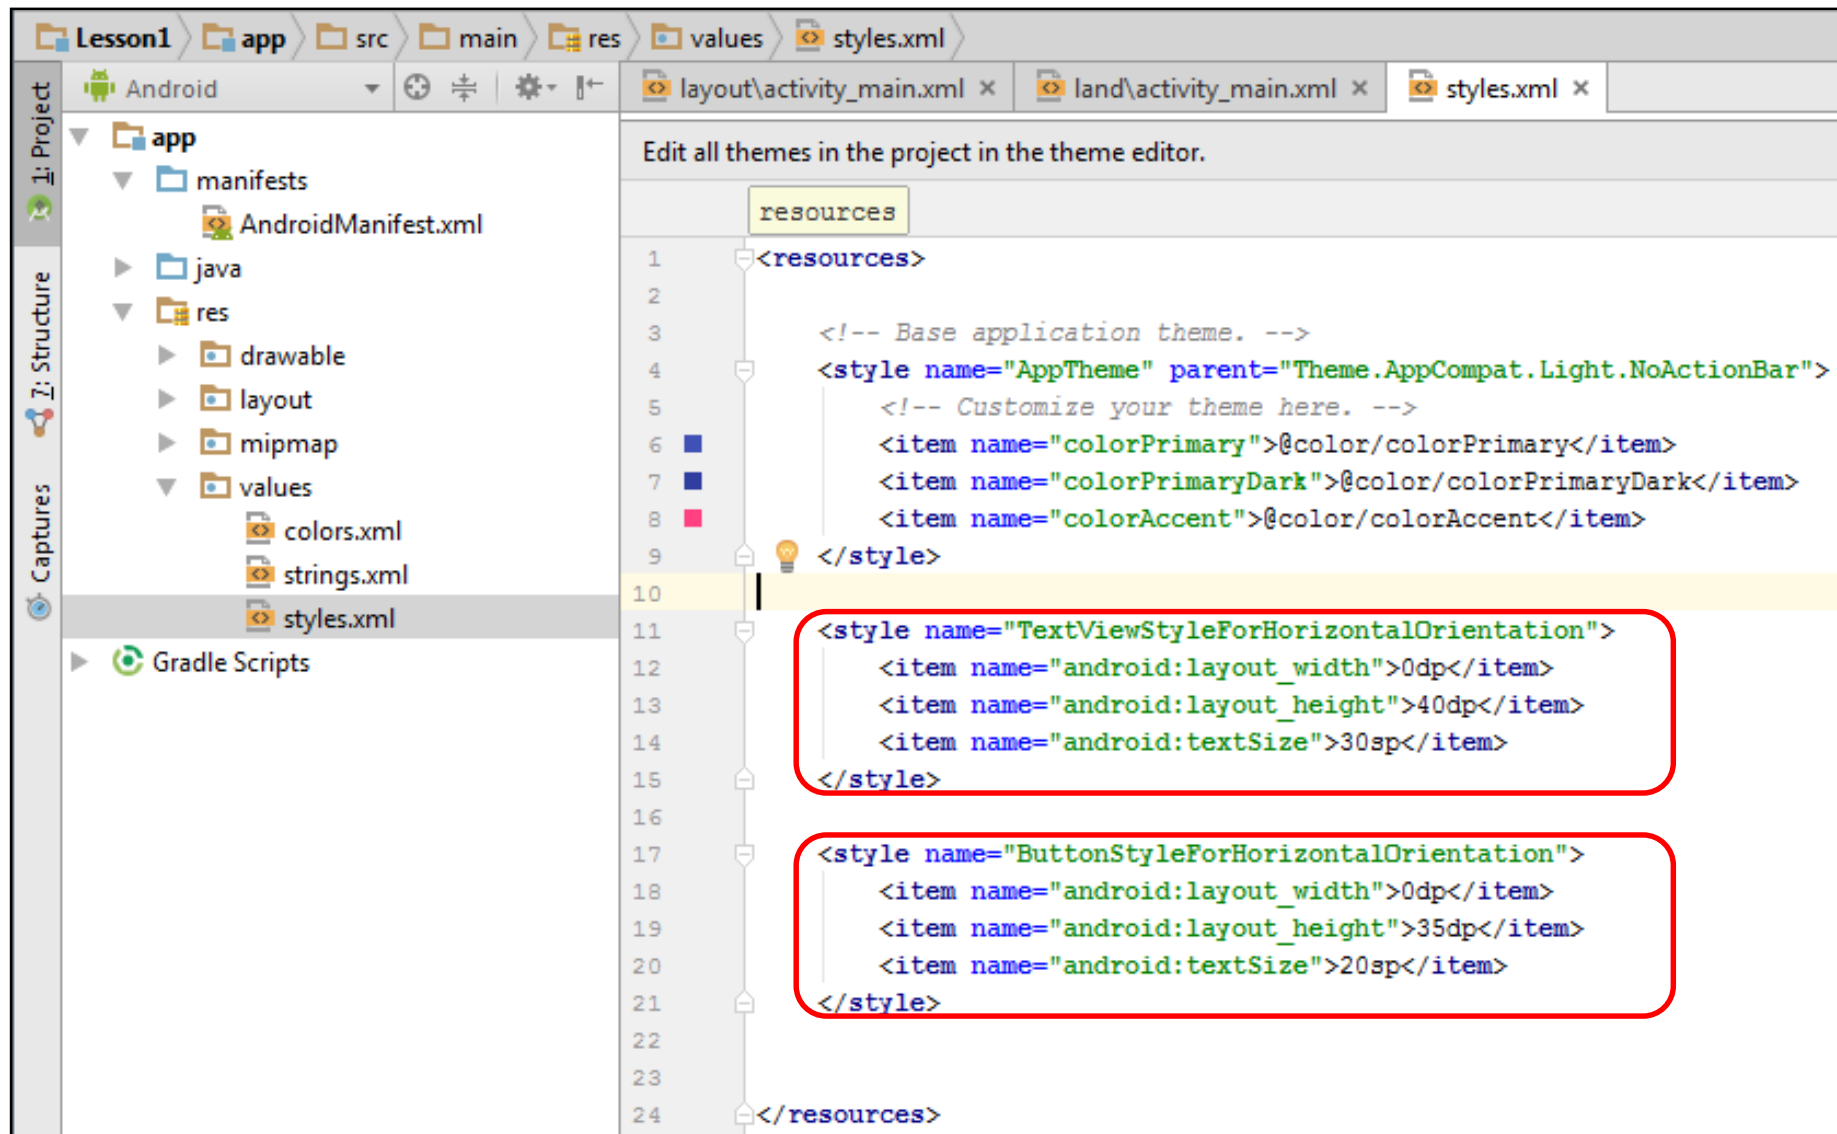 Lesson1 app src main res values styles.xml
1: Project
7: Structure
Captures
Android
app
manifests
AndroidManifest.xml
java
res
drawable
layout
mipmap
values
colors.xml
strings.xml
styles.xml
Gradle Scripts
layout\activity_main.xml × land\activity_main.xml × styles.xml ×
Edit all themes in the project in the theme editor.
resources
1 <resources>
2
3 <!-- Base application theme. -->
4 <style name="AppTheme" parent="Theme.AppCompat.Light.NoActionBar">
5 <!-- Customize your theme here. -->
6 <item name="colorPrimary">@color/colorPrimary</item>
7 <item name="colorPrimaryDark">@color/colorPrimaryDark</item>
8 <item name="colorAccent">@color/colorAccent</item>
9 </style>
10
11 <style name="TextViewStyleForHorizontalOrientation">
12 <item name="android:layout_width">0dp</item>
13 <item name="android:layout_height">40dp</item>
14 <item name="android:textSize">30sp</item>
15 </style>
16
17 <style name="ButtonStyleForHorizontalOrientation">
18 <item name="android:layout_width">0dp</item>
19 <item name="android:layout_height">35dp</item>
20 <item name="android:textSize">20sp</item>
21 </style>
22
23
24 </resources>